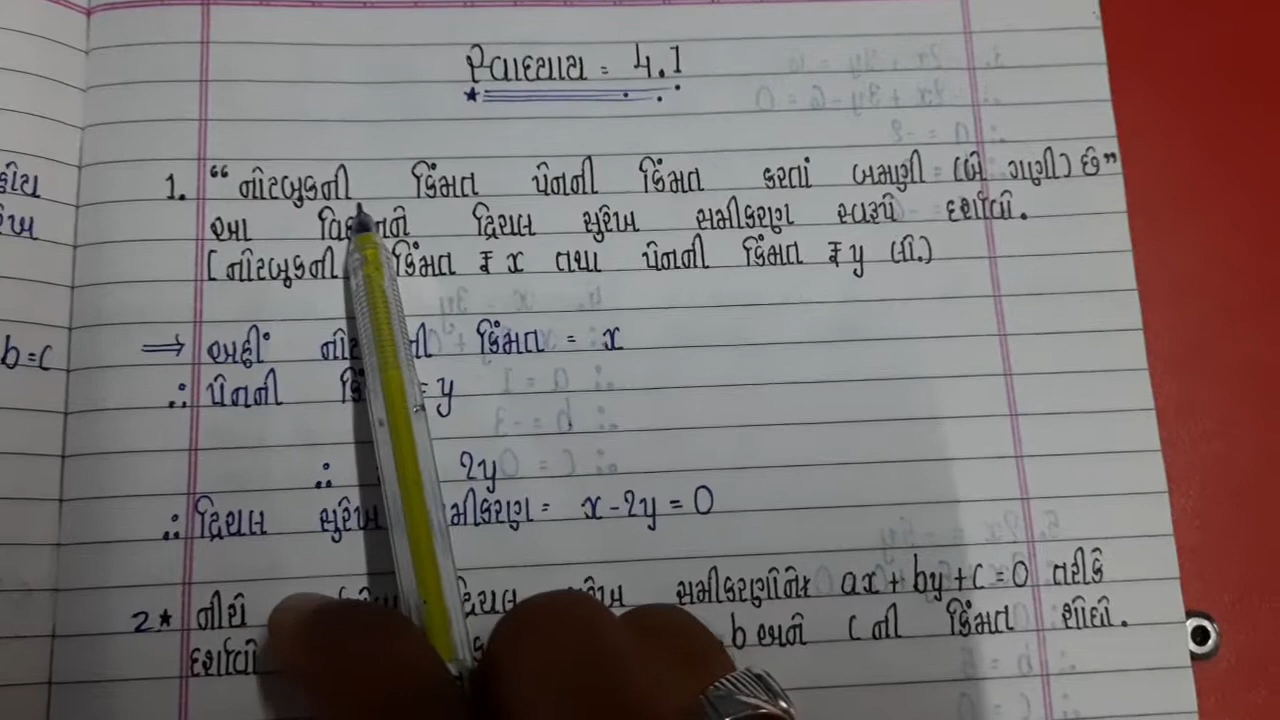 સ્વાધ્યાય = 4.1
1. “ નોટબુકની કિંમત પેનની કિંમત કરતાં બમણી (બે ગણી) છે”
આ દ્વિચલ સુરેખ સમીકરણ સ્વરૂપે દર્શાવો.
[નોટબુકની કિંમત ₹ x તથા પેનની કિંમત ₹ y લો.)
⇒ અહીં કિંમત = x
∴ પેનની = y
∴ 2y
∴ દ્વિચલ સુરેખ = x - 2y = 0
b = c
2* નીચે દ્વિચલ સમીકરણોને ax + by + c = 0 તરીકે
દર્શાવો b અને c ની કિંમત શોધો.